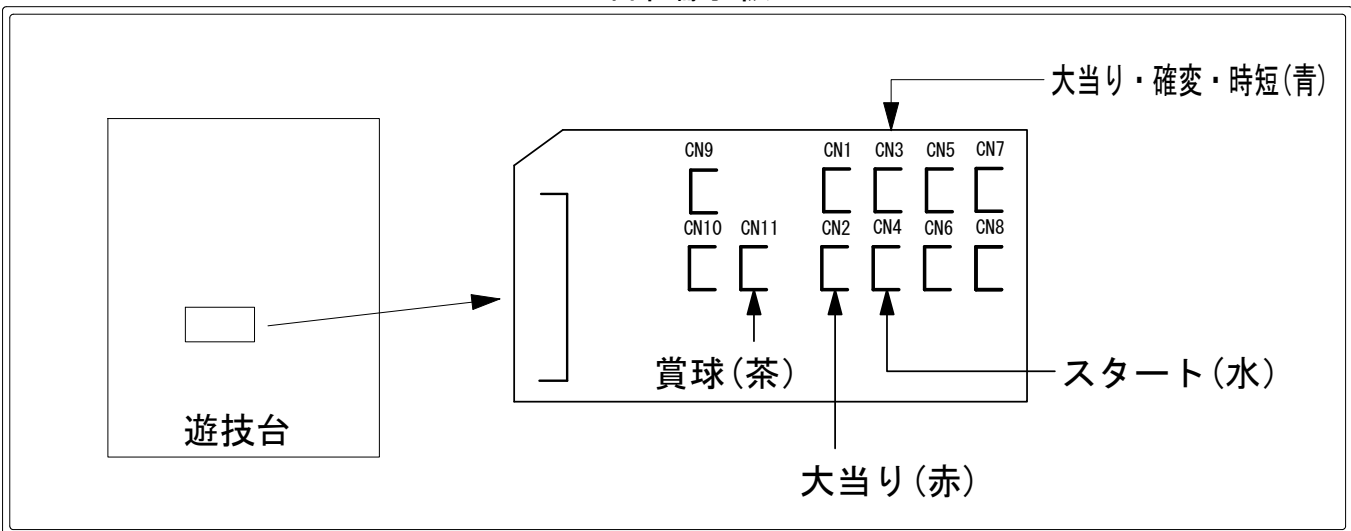 大当り・確変・時短(青)
CN9 CN1 CN3 CN5 CN7
CN10 CN11 CN2 CN4 CN6 CN8
賞球(茶)
スタート(水)
遊技台
大当り(赤)